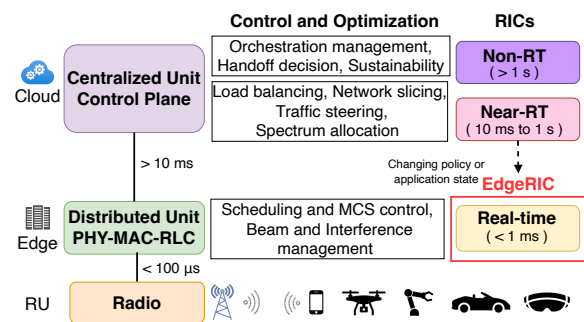 Control and Optimization
RICs
Cloud
Centralized Unit
Control Plane
Orchestration management,
Handoff decision, Sustainability
Non-RT
( > 1 s )
Load balancing, Network slicing,
Traffic steering,
Spectrum allocation
Near-RT
( 10 ms to 1 s )
> 10 ms
Changing policy or
application state
EdgeRIC
Edge
Distributed Unit
PHY-MAC-RLC
Scheduling and MCS control,
Beam and Interference
management
Real-time
( < 1 ms )
< 100 μs
RU
Radio